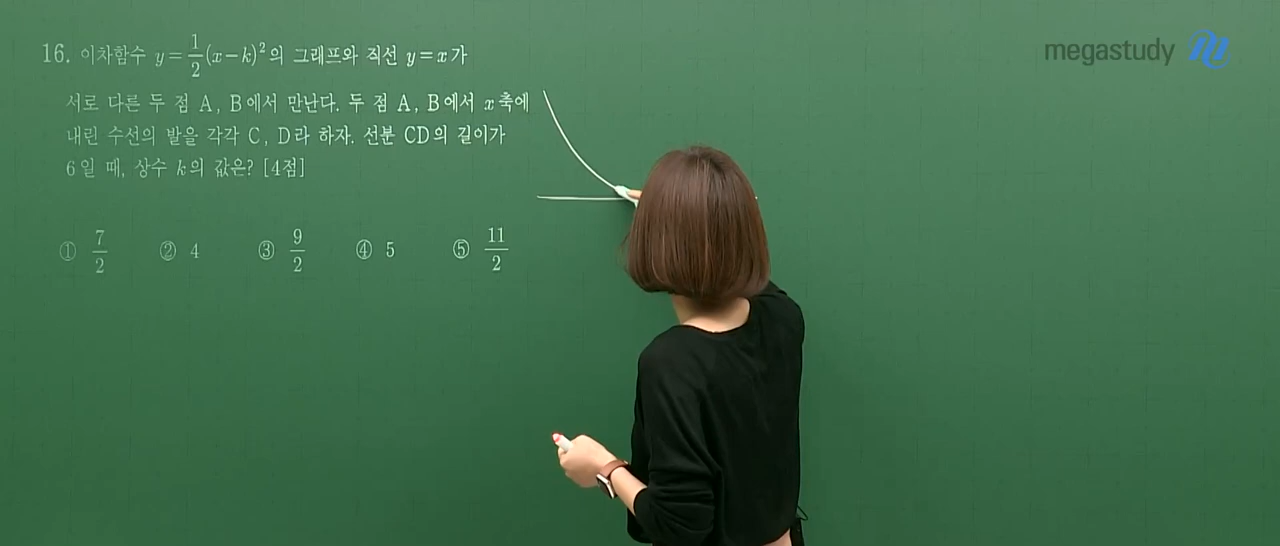 megastudy
16. 이차함수 y = 1/2 (x-k)² 의 그래프와 직선 y = x가
서로 다른 두 점 A, B에서 만난다. 두 점 A, B에서 x축에
내린 수선의 발을 각각 C, D라 하자. 선분 CD의 길이가
6일 때, 상수 k의 값은? [4점]
① 7/2 ② 4 ③ 9/2 ④ 5 ⑤ 11/2